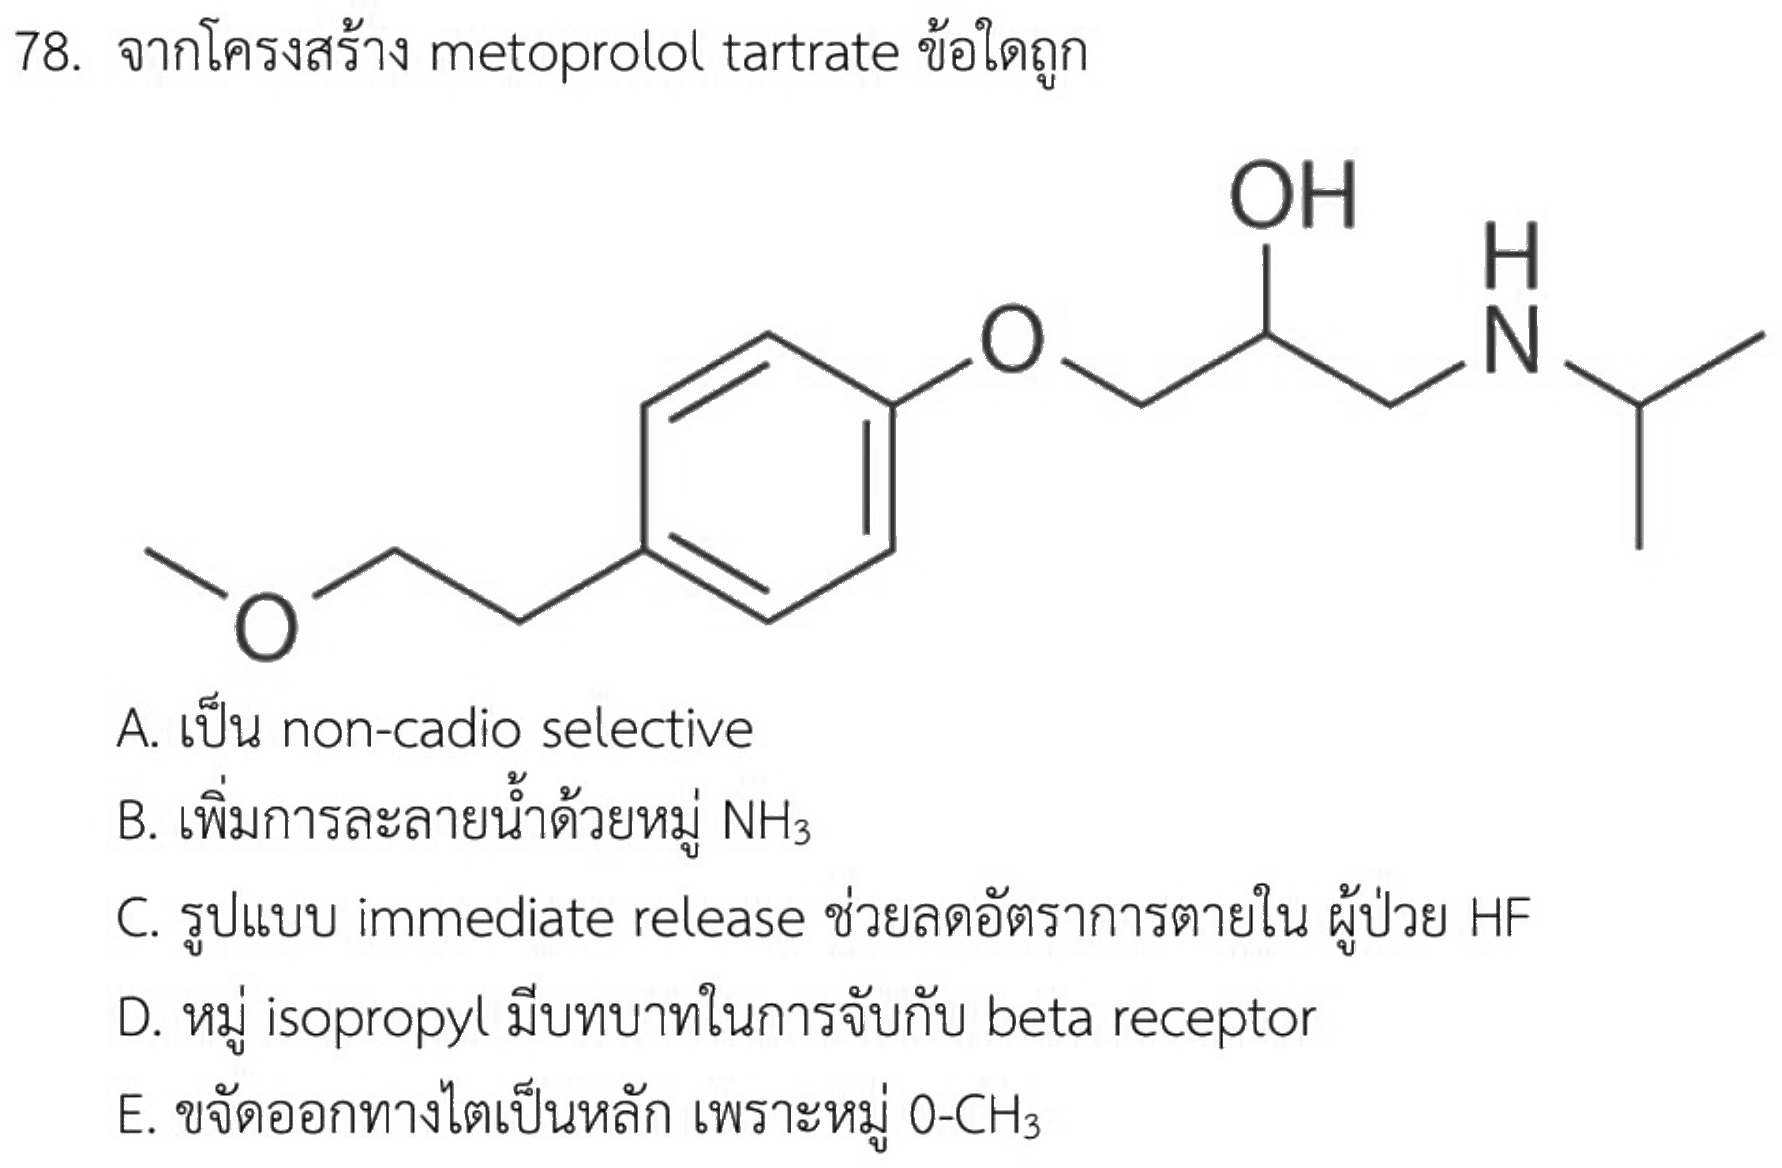 78. จากโครงสร้าง metoprolol tartrate ข้อใดถูก
OH
H
N
O
O
A. เป็น non-cadio selective
B. เพิ่มการละลายน้ำด้วยหมู่ NH₃
C. รูปแบบ immediate release ช่วยลดอัตราการตายใน ผู้ป่วย HF
D. หมู่ isopropyl มีบทบาทในการจับกับ beta receptor
E. ขจัดออกทางไตเป็นหลัก เพราะหมู่ 0-CH₃